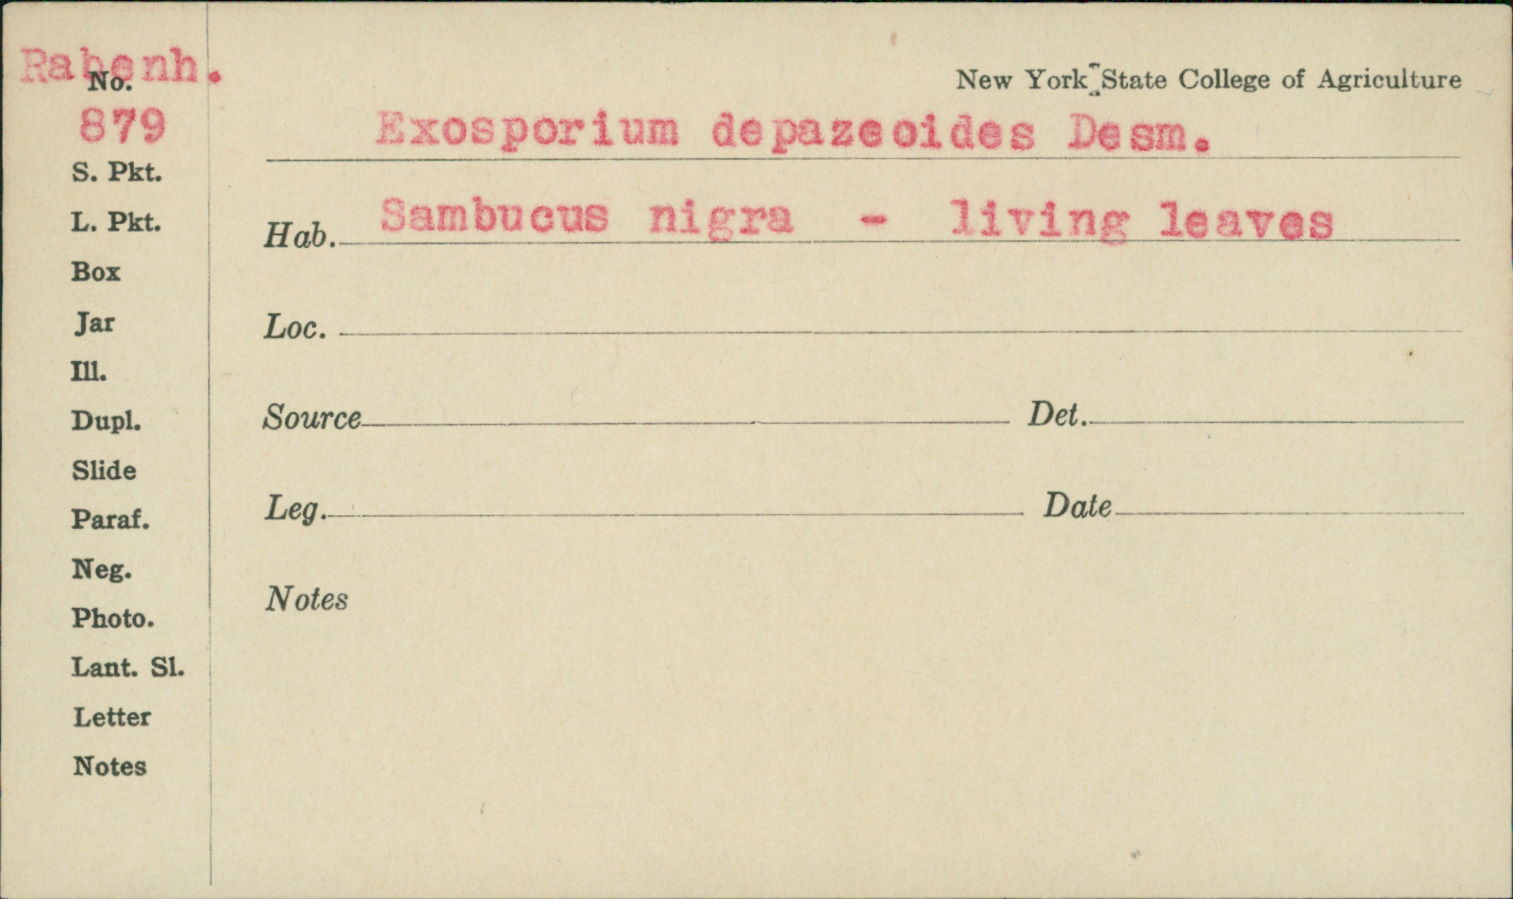 Rabenh.
No.
879
New York State College of Agriculture
Exosporium depazeoides Desm.
S. Pkt.
L. Pkt.
Hab. Sambucus nigra - living leaves
Box
Jar
Loc.
Ill.
Dupl.
Source Det.
Slide
Paraf.
Leg. Date
Neg.
Notes
Photo.
Lant. Sl.
Letter
Notes